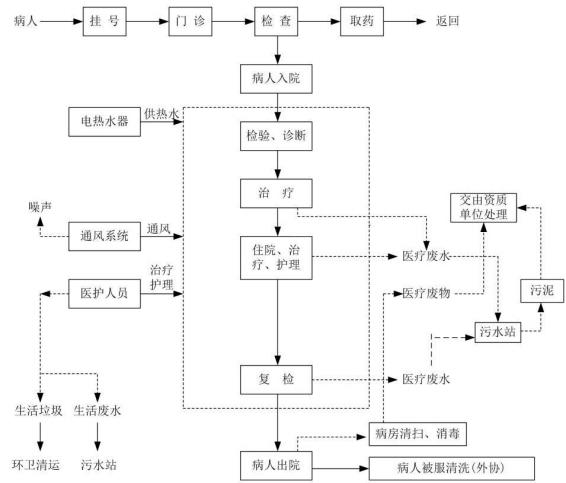 病人
挂 号
门 诊
检 查
取药
返回
病人入院
电热水器
供热水
检验、诊断
治 疗
噪声
通风系统
通风
住院、治
疗、护理
医疗废水
交由资质
单位处理
医护人员
治疗
护理
医疗废物
污泥
污水站
复 检
医疗废水
生活垃圾
生活废水
病房清扫、消毒
环卫清运
污水站
病人出院
病人被服清洗(外协)